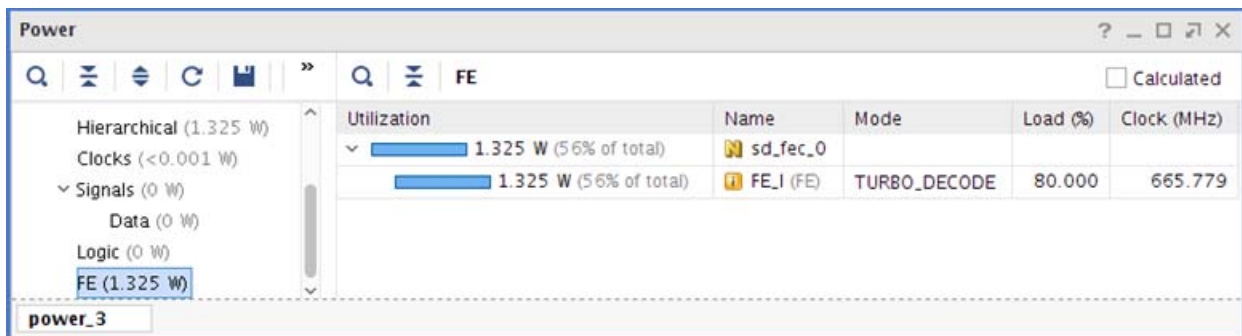 Power
?
»
FE
Calculated
Hierarchical (1.325 W)
Clocks (<0.001 W)
Signals (0 W)
Data (0 W)
Logic (0 W)
FE (1.325 W)
Utilization Name Mode Load (%) Clock (MHz)
1.325 W (56% of total) N sd_fec_0
1.325 W (56% of total) I FE_I (FE) TURBO_DECODE 80.000 665.779
power_3